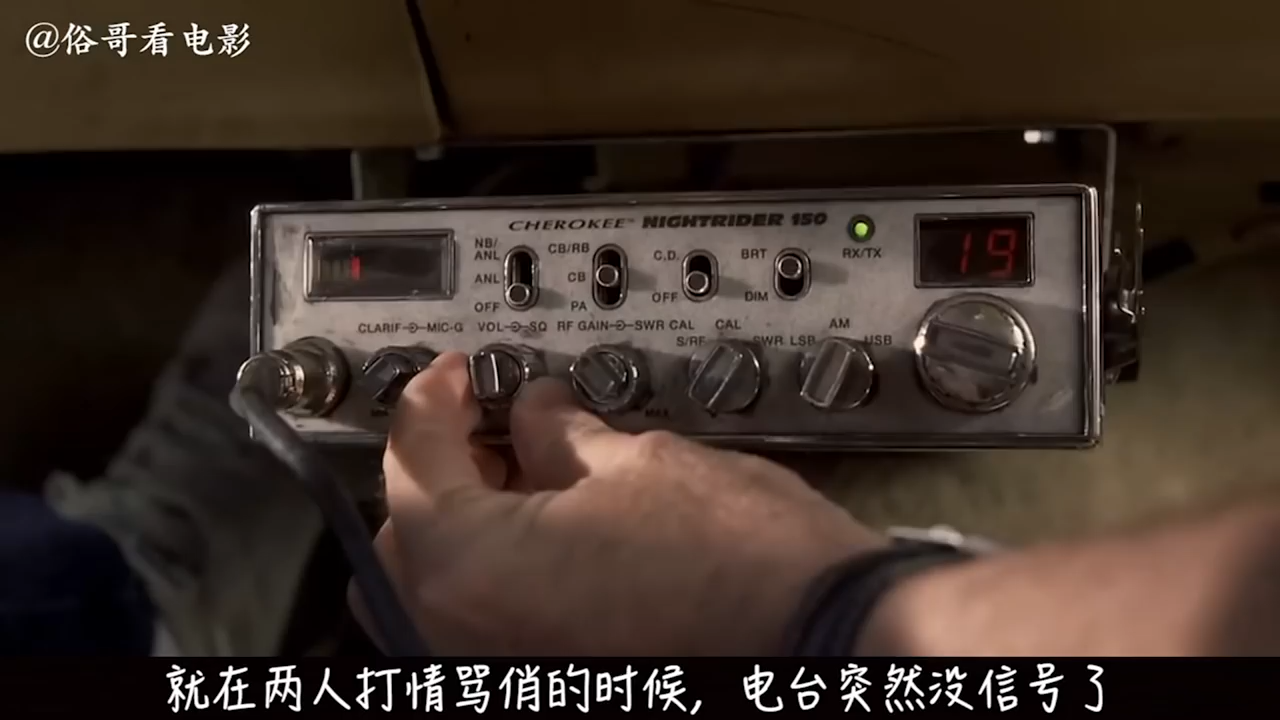 @俗哥看电影
CHEROKEE™ NIGHTRIDER 150
19
NB/
ANL
CB/RB
C.D.
BRT
RX/TX
ANL
CB
OFF
PA
OFF
DIM
CLARIF MIC-G VOL SQ RF GAIN SWR CAL CAL AM
S/RF SWR LSB USB
MAX
就在两人打情骂俏的时候，电台突然没信号了